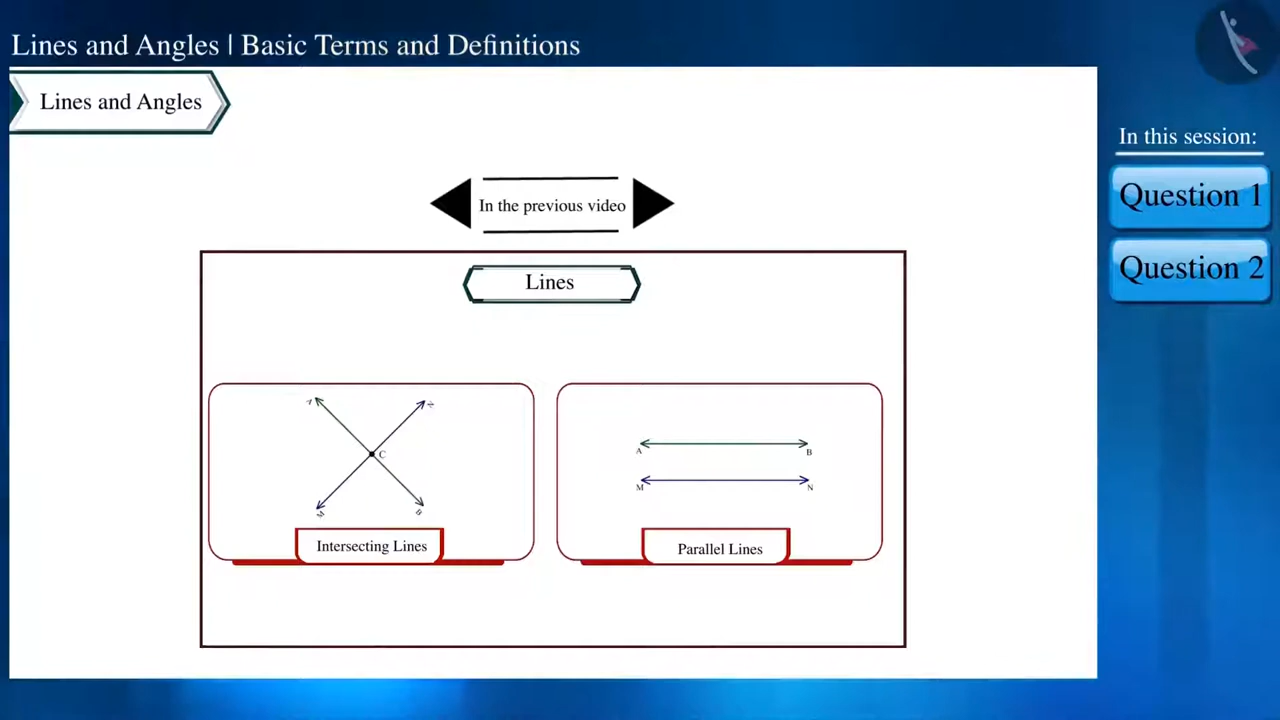 Lines and Angles | Basic Terms and Definitions
Lines and Angles
In this session:
Question 1
Question 2
In the previous video
Lines
A
N
C
M
B
A
B
M
N
Intersecting Lines
Parallel Lines